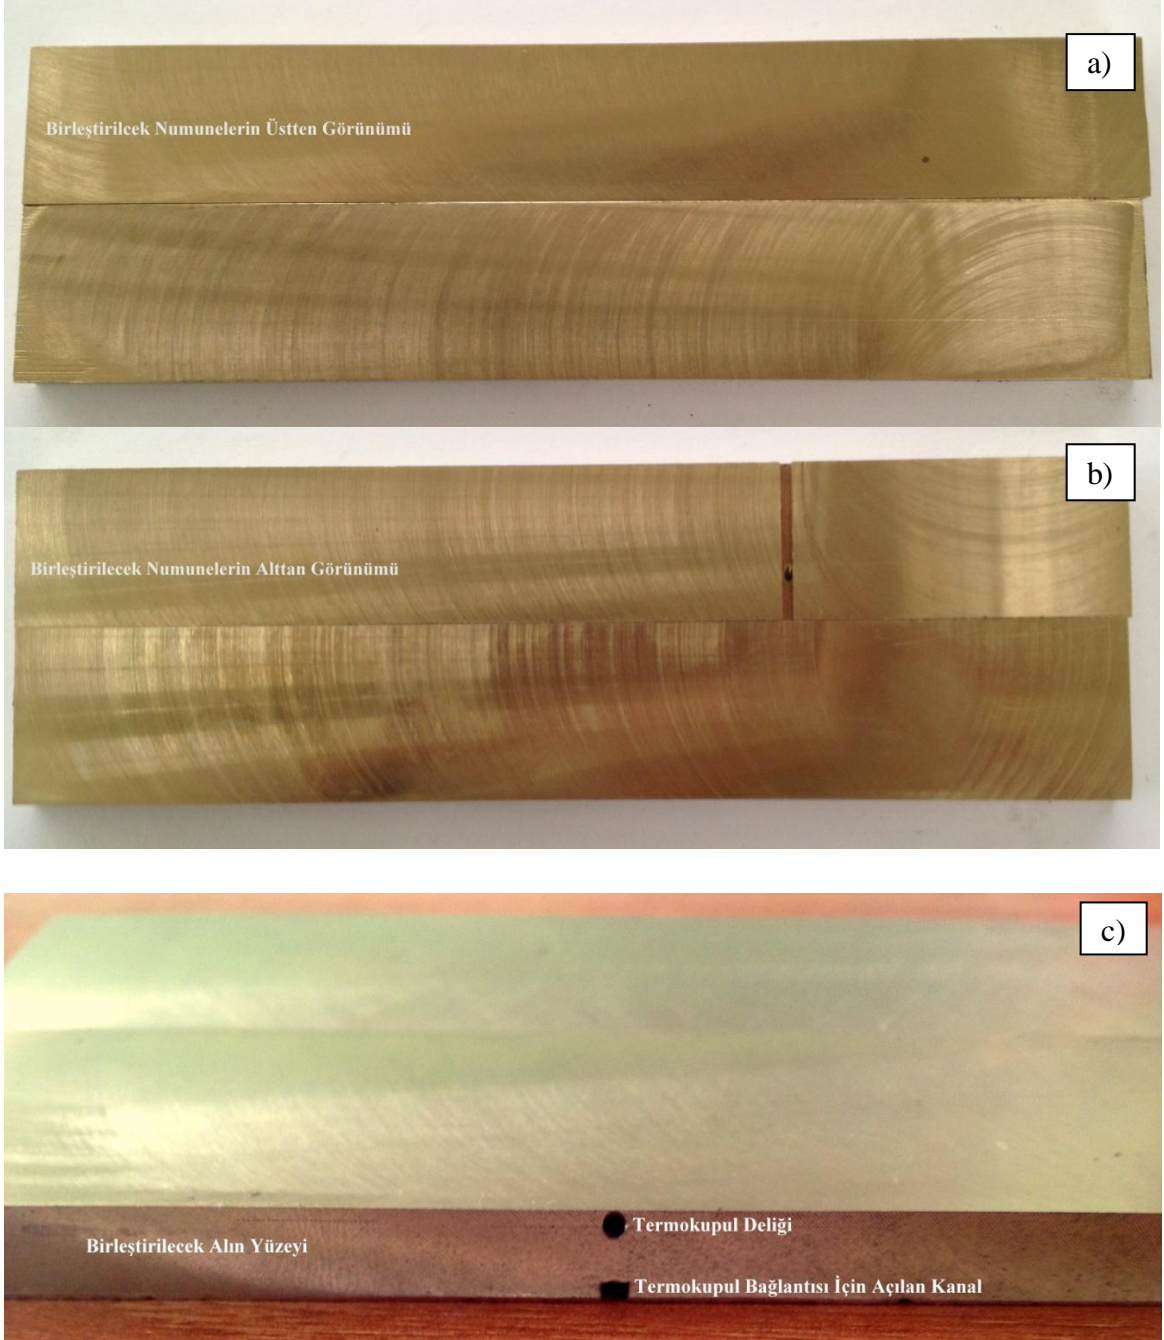 a)
Birleştirilcek Numunelerin Üstten Görünümü
b)
Birleştirilecek Numunelerin Alttan Görünümü
c)
Termokupul Deliği
Birleştirilecek Alın Yüzeyi
Termokupul Bağlantısı İçin Açılan Kanal